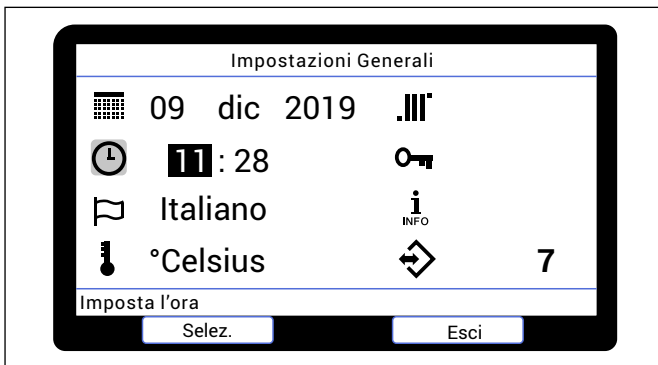 Impostazioni Generali
09 dic 2019
11 : 28
Italiano
INFO
°Celsius
7
Imposta l'ora
Selez.
Esci